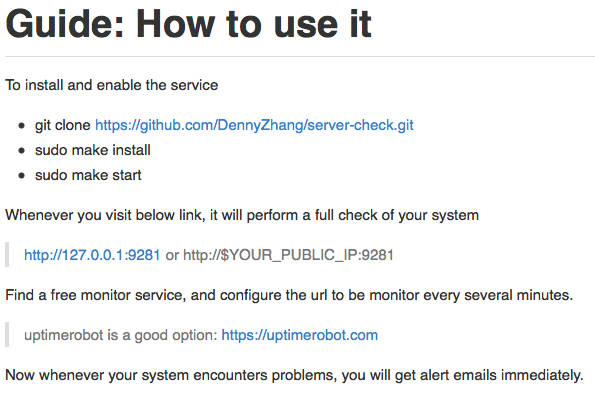 Guide: How to use it
To install and enable the service
git clone https://github.com/DennyZhang/server-check.git
sudo make install
sudo make start
Whenever you visit below link, it will perform a full check of your system
http://127.0.0.1:9281 or http://$YOUR_PUBLIC_IP:9281
Find a free monitor service, and configure the url to be monitor every several minutes.
uptimerobot is a good option: https://uptimerobot.com
Now whenever your system encounters problems, you will get alert emails immediately.